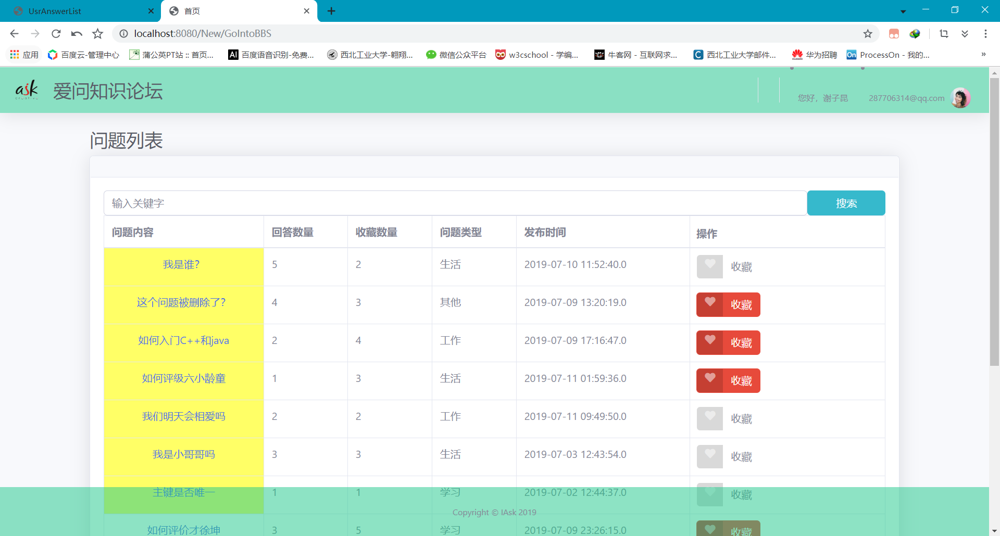 UsrAnswerList
首页
localhost:8080/New/GoIntoBBS
应用 百度云-管理中心 蒲公英PT站 :: 首页... 百度语音识别-免费... 西北工业大学-翱翔... 微信公众平台 w3cschool - 学编... 牛客网 - 互联网求... 西北工业大学邮件... 华为招聘 ProcessOn - 我的... »
ask
creative
爱问知识论坛
您好，谢子昆 287706314@qq.com
问题列表
输入关键字 搜索
问题内容 回答数量 收藏数量 问题类型 发布时间 操作
我是谁？ 5 2 生活 2019-07-10 11:52:40.0 收藏
这个问题被删除了？ 4 3 其他 2019-07-09 13:20:19.0 收藏
如何入门C++和java 2 4 工作 2019-07-09 17:16:47.0 收藏
如何评级六小龄童 1 3 生活 2019-07-11 01:59:36.0 收藏
我们明天会相爱吗 2 2 工作 2019-07-11 09:49:50.0 收藏
我是小哥哥吗 3 3 生活 2019-07-03 12:43:54.0 收藏
主键是否唯一 1 1 学习 2019-07-02 12:44:37.0 收藏
Copyright © IAsk 2019
如何评价才徐坤 3 5 学习 2019-07-09 23:26:15.0 收藏